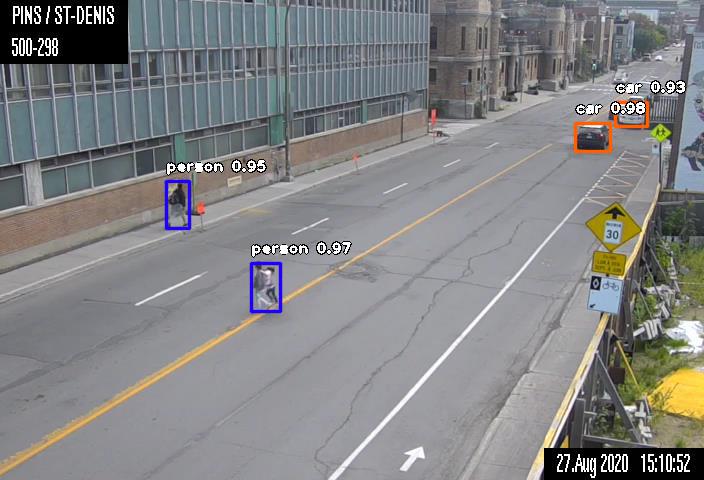 PINS / ST-DENIS
500-298
car 0.93
car 0.98
person 0.95
person 0.97
30
27.Aug 2020 15:10:52